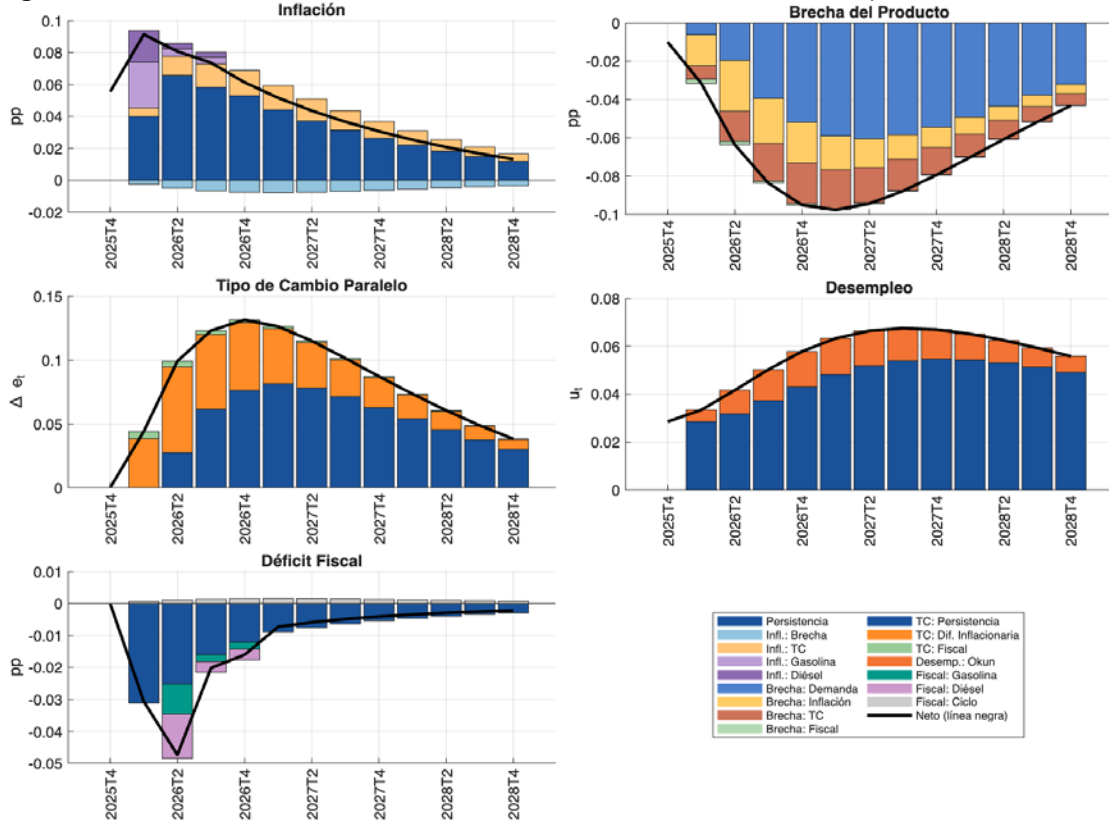 Inflación
0.1
0.08
0.06
0.04
0.02
0
-0.02
pp
2025T4
2026T2
2026T4
2027T2
2027T4
2028T2
2028T4
Brecha del Producto
0
-0.02
-0.04
-0.06
-0.08
-0.1
pp
2025T4
2026T2
2026T4
2027T2
2027T4
2028T2
2028T4
Tipo de Cambio Paralelo
0.15
0.1
0.05
0
Δ eₜ
2025T4
2026T2
2026T4
2027T2
2027T4
2028T2
2028T4
Desempleo
0.08
0.06
0.04
0.02
0
uₜ
2025T4
2026T2
2026T4
2027T2
2027T4
2028T2
2028T4
Déficit Fiscal
0.01
0
-0.01
-0.02
-0.03
-0.04
-0.05
pp
2025T4
2026T2
2026T4
2027T2
2027T4
2028T2
2028T4
Persistencia
Infl.: Brecha
Infl.: TC
Infl.: Gasolina
Infl.: Diésel
Brecha: Demanda
Brecha: Inflación
Brecha: TC
Brecha: Fiscal
TC: Persistencia
TC: Dif. Inflacionaria
TC: Fiscal
Desemp.: Okun
Fiscal: Gasolina
Fiscal: Diésel
Fiscal: Ciclo
Neto (línea negra)